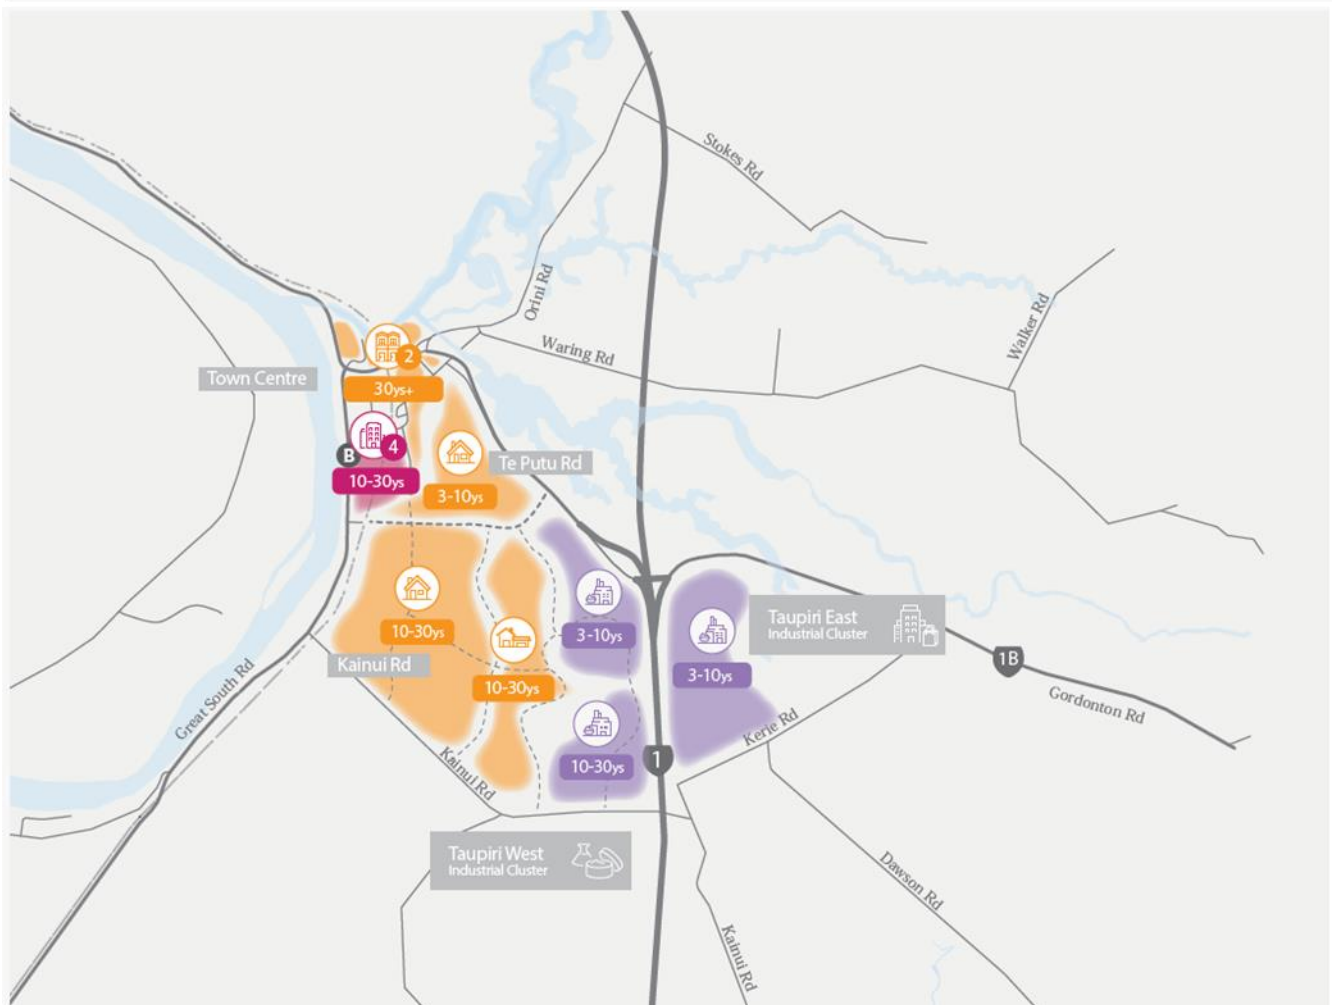 Stokes Rd
Orini Rd
Walker Rd
Waring Rd
Town Centre
2
30ys+
4
B
10-30ys
Te Putu Rd
3-10ys
10-30ys
3-10ys
Taupiri East
Industrial Cluster
Kainui Rd
10-30ys
3-10ys
1B
Gordonton Rd
Great South Rd
Kerie Rd
10-30ys
1
Kainui Rd
Taupiri West
Industrial Cluster
Dawson Rd
Kainui Rd